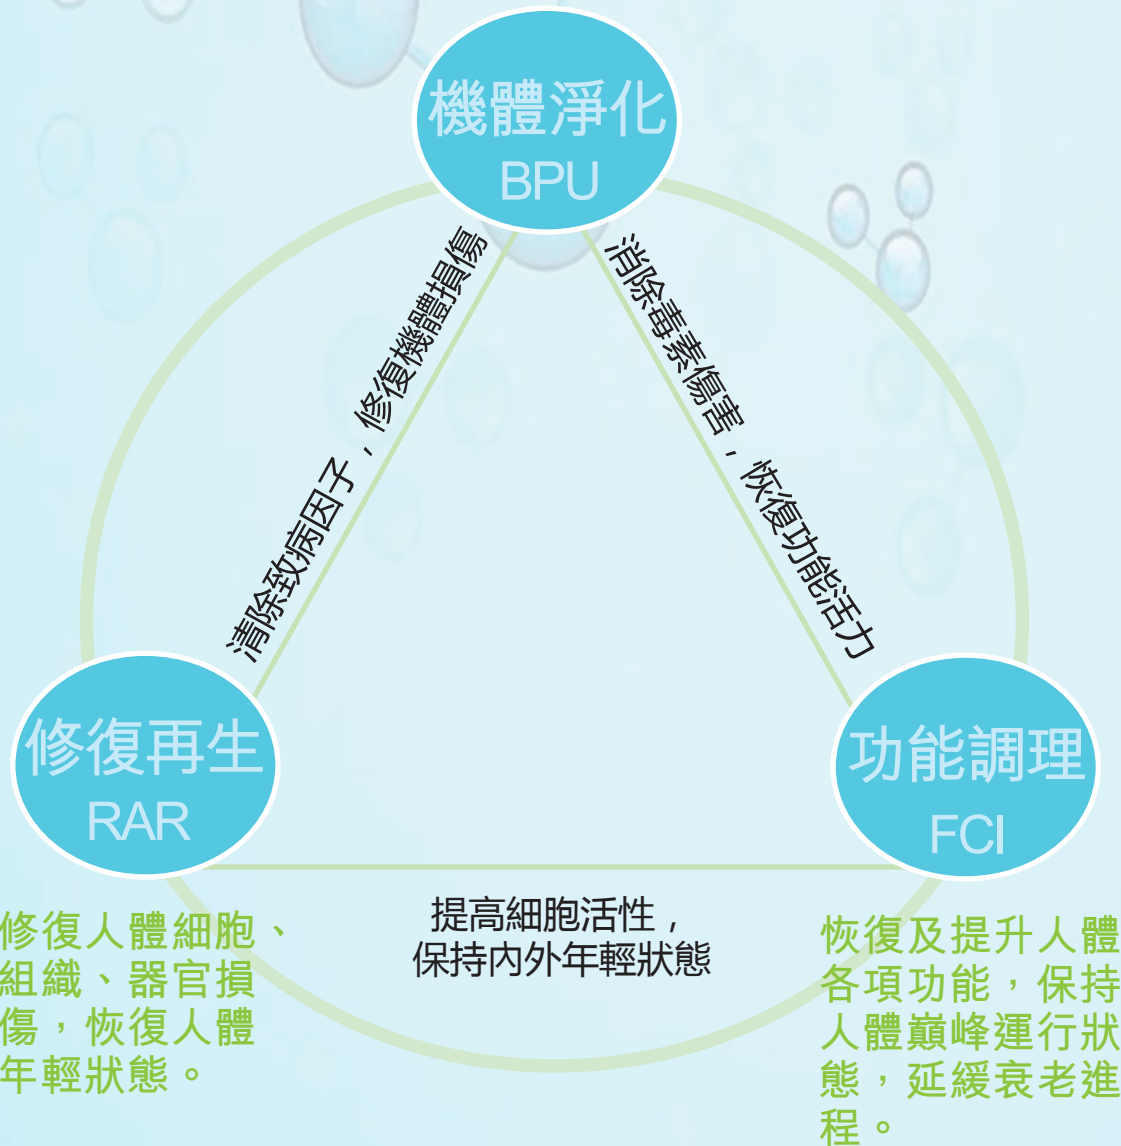 機體淨化
BPU
清除致病因子，修復機體損傷
消除毒素傷害，恢復功能活力
修復再生
RAR
功能調理
FCI
提高細胞活性，
保持內外年輕狀態
修復人體細胞、
組織、器官損
傷，恢復人體
年輕狀態。
恢復及提升人體
各項功能，保持
人體巔峰運行狀
態，延緩衰老進
程。